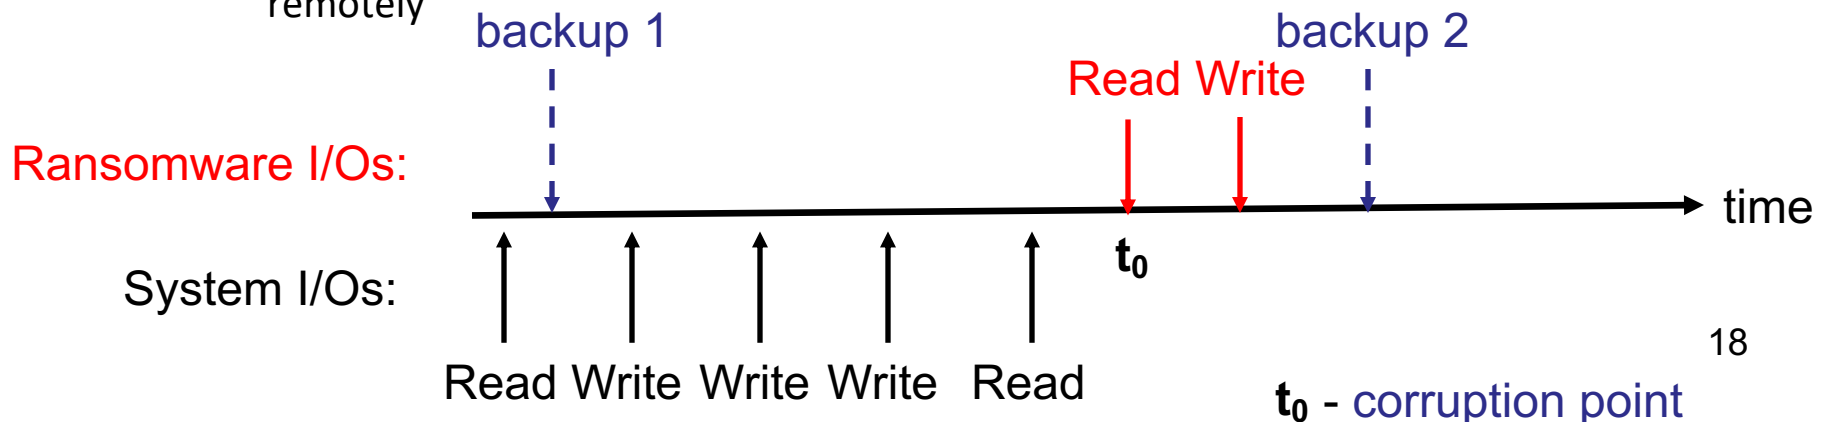 remotely
backup 1
backup 2
Read Write
Ransomware I/Os:
time
t₀
System I/Os:
18
Read Write Write Write Read
t₀ - corruption point